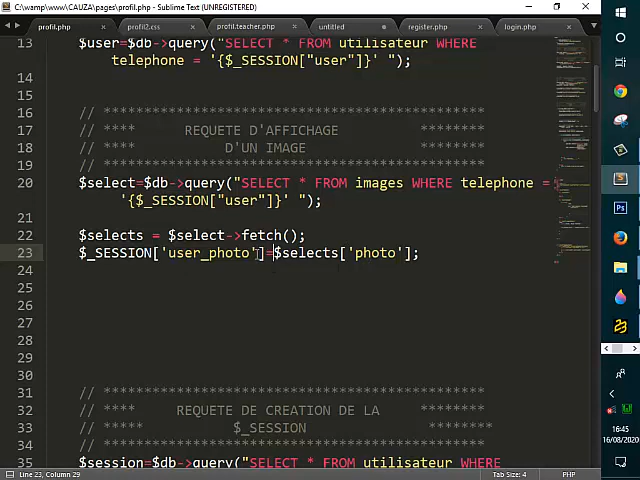 C:\wamp\www\CAUZA\pages\profil.php - Sublime Text (UNREGISTERED)
profil.php profil2.css profil.teacher.php untitled register.php login.php
13 $user=$db->query("SELECT * FROM utilisateur WHERE
telephone = '{$_SESSION["user"]}' ");
14
15
16 // ***********************************************
17 // **** REQUETE D'AFFICHAGE ********
18 // **** D'UN IMAGE ********
19 // ***********************************************
20 $select=$db->query("SELECT * FROM images WHERE telephone =
'{$_SESSION["user"]}' ");
21
22 $selects = $select->fetch();
23 $_SESSION['user_photo']=$selects['photo'];
24
25
26
27
28
29
30
31 // ***********************************************
32 // **** REQUETE DE CREATION DE LA ********
33 // ***** $_SESSION ********
34 // ***********************************************
35 $session=$db->query("SELECT * FROM utilisateur WHERE
Line 23, Column 29 Tab Size: 4 PHP
16:45
16/08/2020